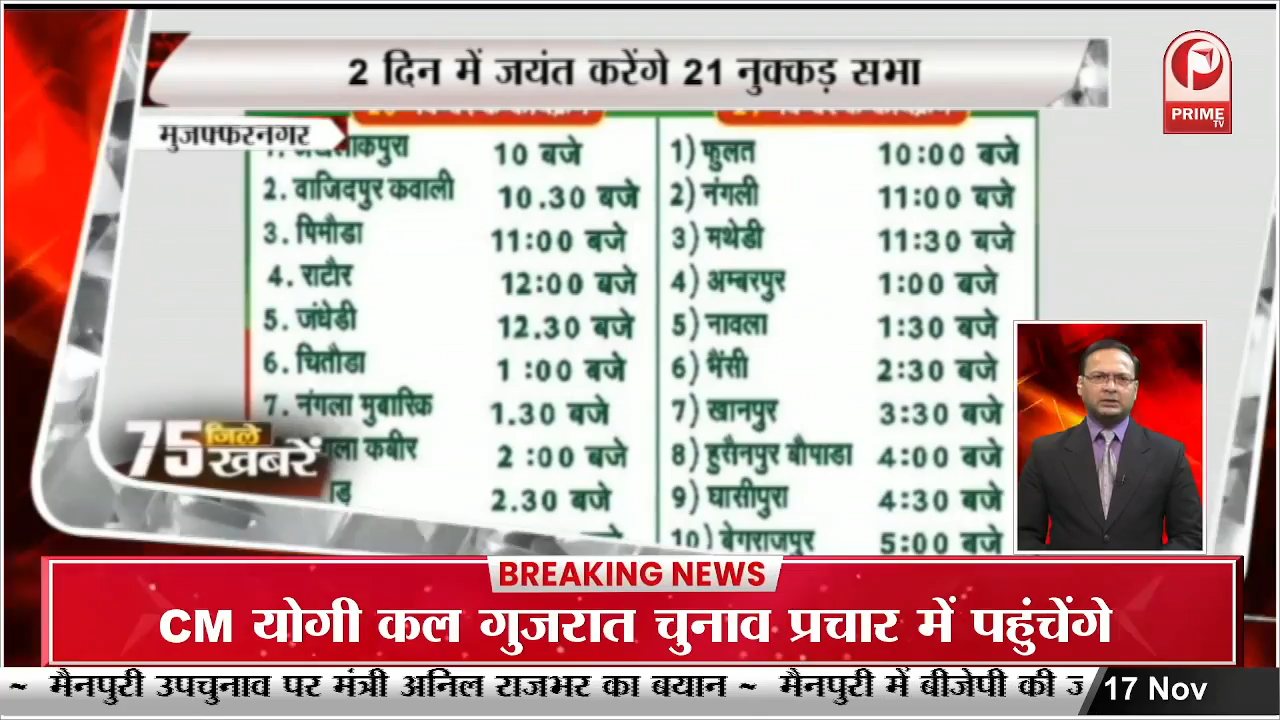 2 दिन में जयंत करेंगे 21 नुक्कड़ सभा
PRIME
TV
मुजफ्फरनगर
10 बजे
2. वाजिदपुर कवाली 10.30 बजे
3. पिमौडा 11:00 बजे
4. राटौर 12:00 बजे
5. जंधेडी 12.30 बजे
6. चितौडा 1:00 बजे
7. नंगला मुबारिक 1.30 बजे
कबीर 2:00 बजे
2.30 बजे
1) फुलत 10:00 बजे
2) नंगली 11:00 बजे
3) मथेडी 11:30 बजे
4) अम्बरपुर 1:00 बजे
5) नावला 1:30 बजे
6) भैंसी 2:30 बजे
7) खानपुर 3:30 बजे
8) हुसैनपुर बौपाडा 4:00 बजे
9) घासीपुरा 4:30 बजे
10) बेगराजपुर 5:00 बजे
75 जिले
खबरें
BREAKING NEWS
CM योगी कल गुजरात चुनाव प्रचार में पहुंचेंगे
~ मैनपुरी उपचुनाव पर मंत्री अनिल राजभर का बयान ~ मैनपुरी में बीजेपी की
17 Nov